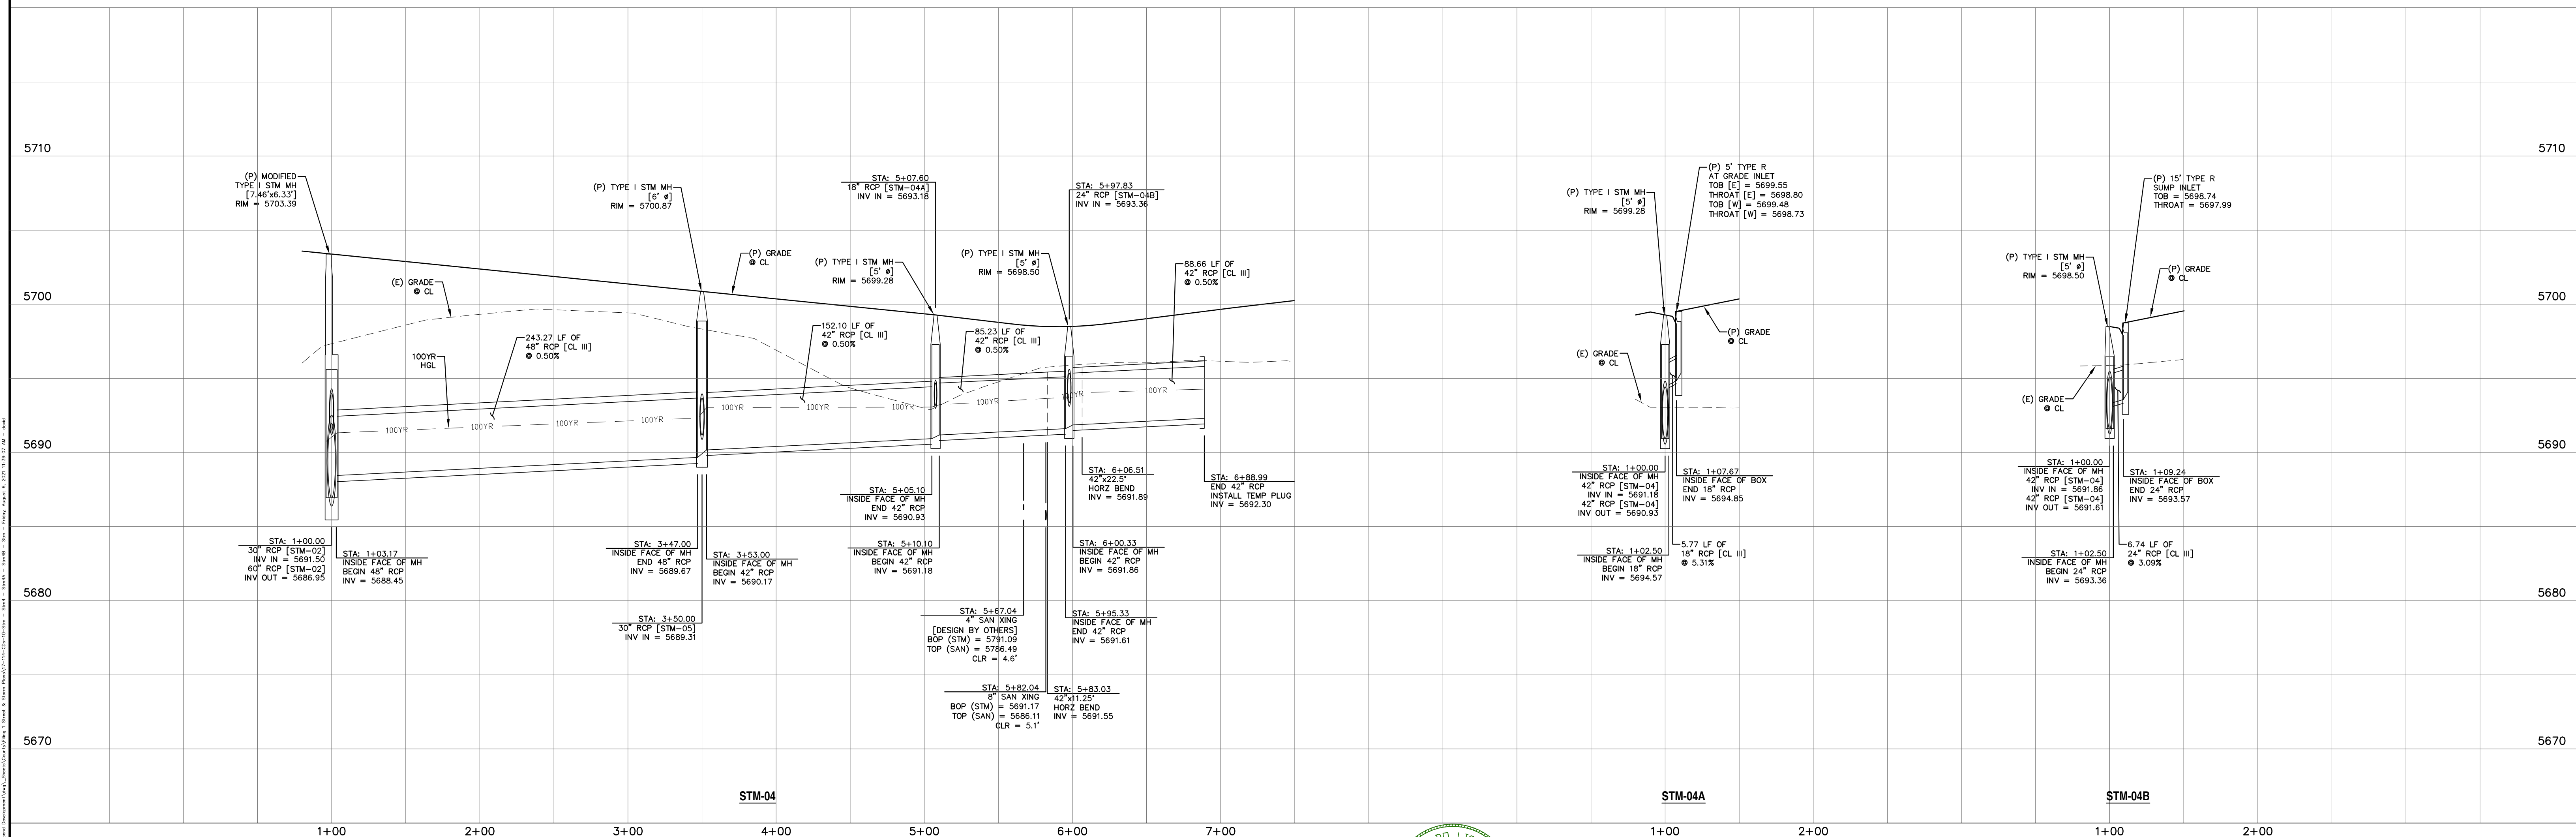 5710
5700
5690
5680
5670
(P) MODIFIED
TYPE I STM MH
[7.46'x6.33']
RIM = 5703.39
(E) GRADE
@ CL
100YR
HGL
243.27 LF OF
48" RCP [CL III]
@ 0.50%
100YR
100YR
100YR
100YR
STA: 1+00.00
30" RCP [STM-02]
INV IN = 5691.50
60" RCP [STM-02]
INV OUT = 5686.95
STA: 1+03.17
INSIDE FACE OF MH
BEGIN 48" RCP
INV = 5688.45
(P) TYPE I STM MH
[6' ø]
RIM = 5700.87
(P) GRADE
@ CL
152.10 LF OF
42" RCP [CL III]
@ 0.50%
100YR
100YR
100YR
STA: 3+47.00
INSIDE FACE OF MH
END 48" RCP
INV = 5689.67
STA: 3+53.00
INSIDE FACE OF MH
BEGIN 42" RCP
INV = 5690.17
STA: 3+50.00
30" RCP [STM-05]
INV IN = 5689.31
STA: 5+07.60
18" RCP [STM-04A]
INV IN = 5693.18
(P) TYPE I STM MH
[5' ø]
RIM = 5699.28
85.23 LF OF
42" RCP [CL III]
@ 0.50%
100YR
100YR
100YR
STA: 5+05.10
INSIDE FACE OF MH
END 42" RCP
INV = 5690.93
STA: 5+10.10
INSIDE FACE OF MH
BEGIN 42" RCP
INV = 5691.18
STA: 5+67.04
4" SAN XING
[DESIGN BY OTHERS]
BOP (STM) = 5791.09
TOP (SAN) = 5786.49
CLR = 4.6'
STA: 5+82.04
8" SAN XING
BOP (STM) = 5691.17
TOP (SAN) = 5686.11
CLR = 5.1'
STA: 5+83.03
42"x11.25°
HORZ BEND
INV = 5691.55
STA: 5+97.83
24" RCP [STM-04B]
INV IN = 5693.36
(P) TYPE I STM MH
[5' ø]
RIM = 5698.50
88.66 LF OF
42" RCP [CL III]
@ 0.50%
STA: 6+06.51
42"x22.5°
HORZ BEND
INV = 5691.89
STA: 6+00.33
INSIDE FACE OF MH
BEGIN 42" RCP
INV = 5691.86
STA: 5+95.33
INSIDE FACE OF MH
END 42" RCP
INV = 5691.61
STA: 6+88.99
END 42" RCP
INSTALL TEMP PLUG
INV = 5692.30
STM-04
1+00
2+00
3+00
4+00
5+00
6+00
7+00
(P) TYPE I STM MH
[5' ø]
RIM = 5699.28
(P) 5' TYPE R
AT GRADE INLET
TOB [E] = 5699.55
THROAT [E] = 5698.80
TOB [W] = 5699.48
THROAT [W] = 5698.73
(P) GRADE
@ CL
(E) GRADE
@ CL
STA: 1+00.00
INSIDE FACE OF MH
42" RCP [STM-04]
INV IN = 5691.18
42" RCP [STM-04]
INV OUT = 5690.93
STA: 1+07.67
INSIDE FACE OF BOX
END 18" RCP
INV = 5694.85
STA: 1+02.50
INSIDE FACE OF MH
BEGIN 18" RCP
INV = 5694.57
5.77 LF OF
18" RCP [CL III]
@ 5.31%
STM-04A
1+00
2+00
(P) TYPE I STM MH
[5' ø]
RIM = 5698.50
(P) 15' TYPE R
SUMP INLET
TOB = 5698.74
THROAT = 5697.99
(P) GRADE
@ CL
(E) GRADE
@ CL
STA: 1+00.00
INSIDE FACE OF MH
42" RCP [STM-04]
INV IN = 5691.86
42" RCP [STM-04]
INV OUT = 5691.61
STA: 1+09.24
INSIDE FACE OF BOX
END 24" RCP
INV = 5693.57
STA: 1+02.50
INSIDE FACE OF MH
BEGIN 24" RCP
INV = 5693.36
6.74 LF OF
24" RCP [CL III]
@ 3.09%
STM-04B
1+00
2+00
5710
5700
5690
5680
5670